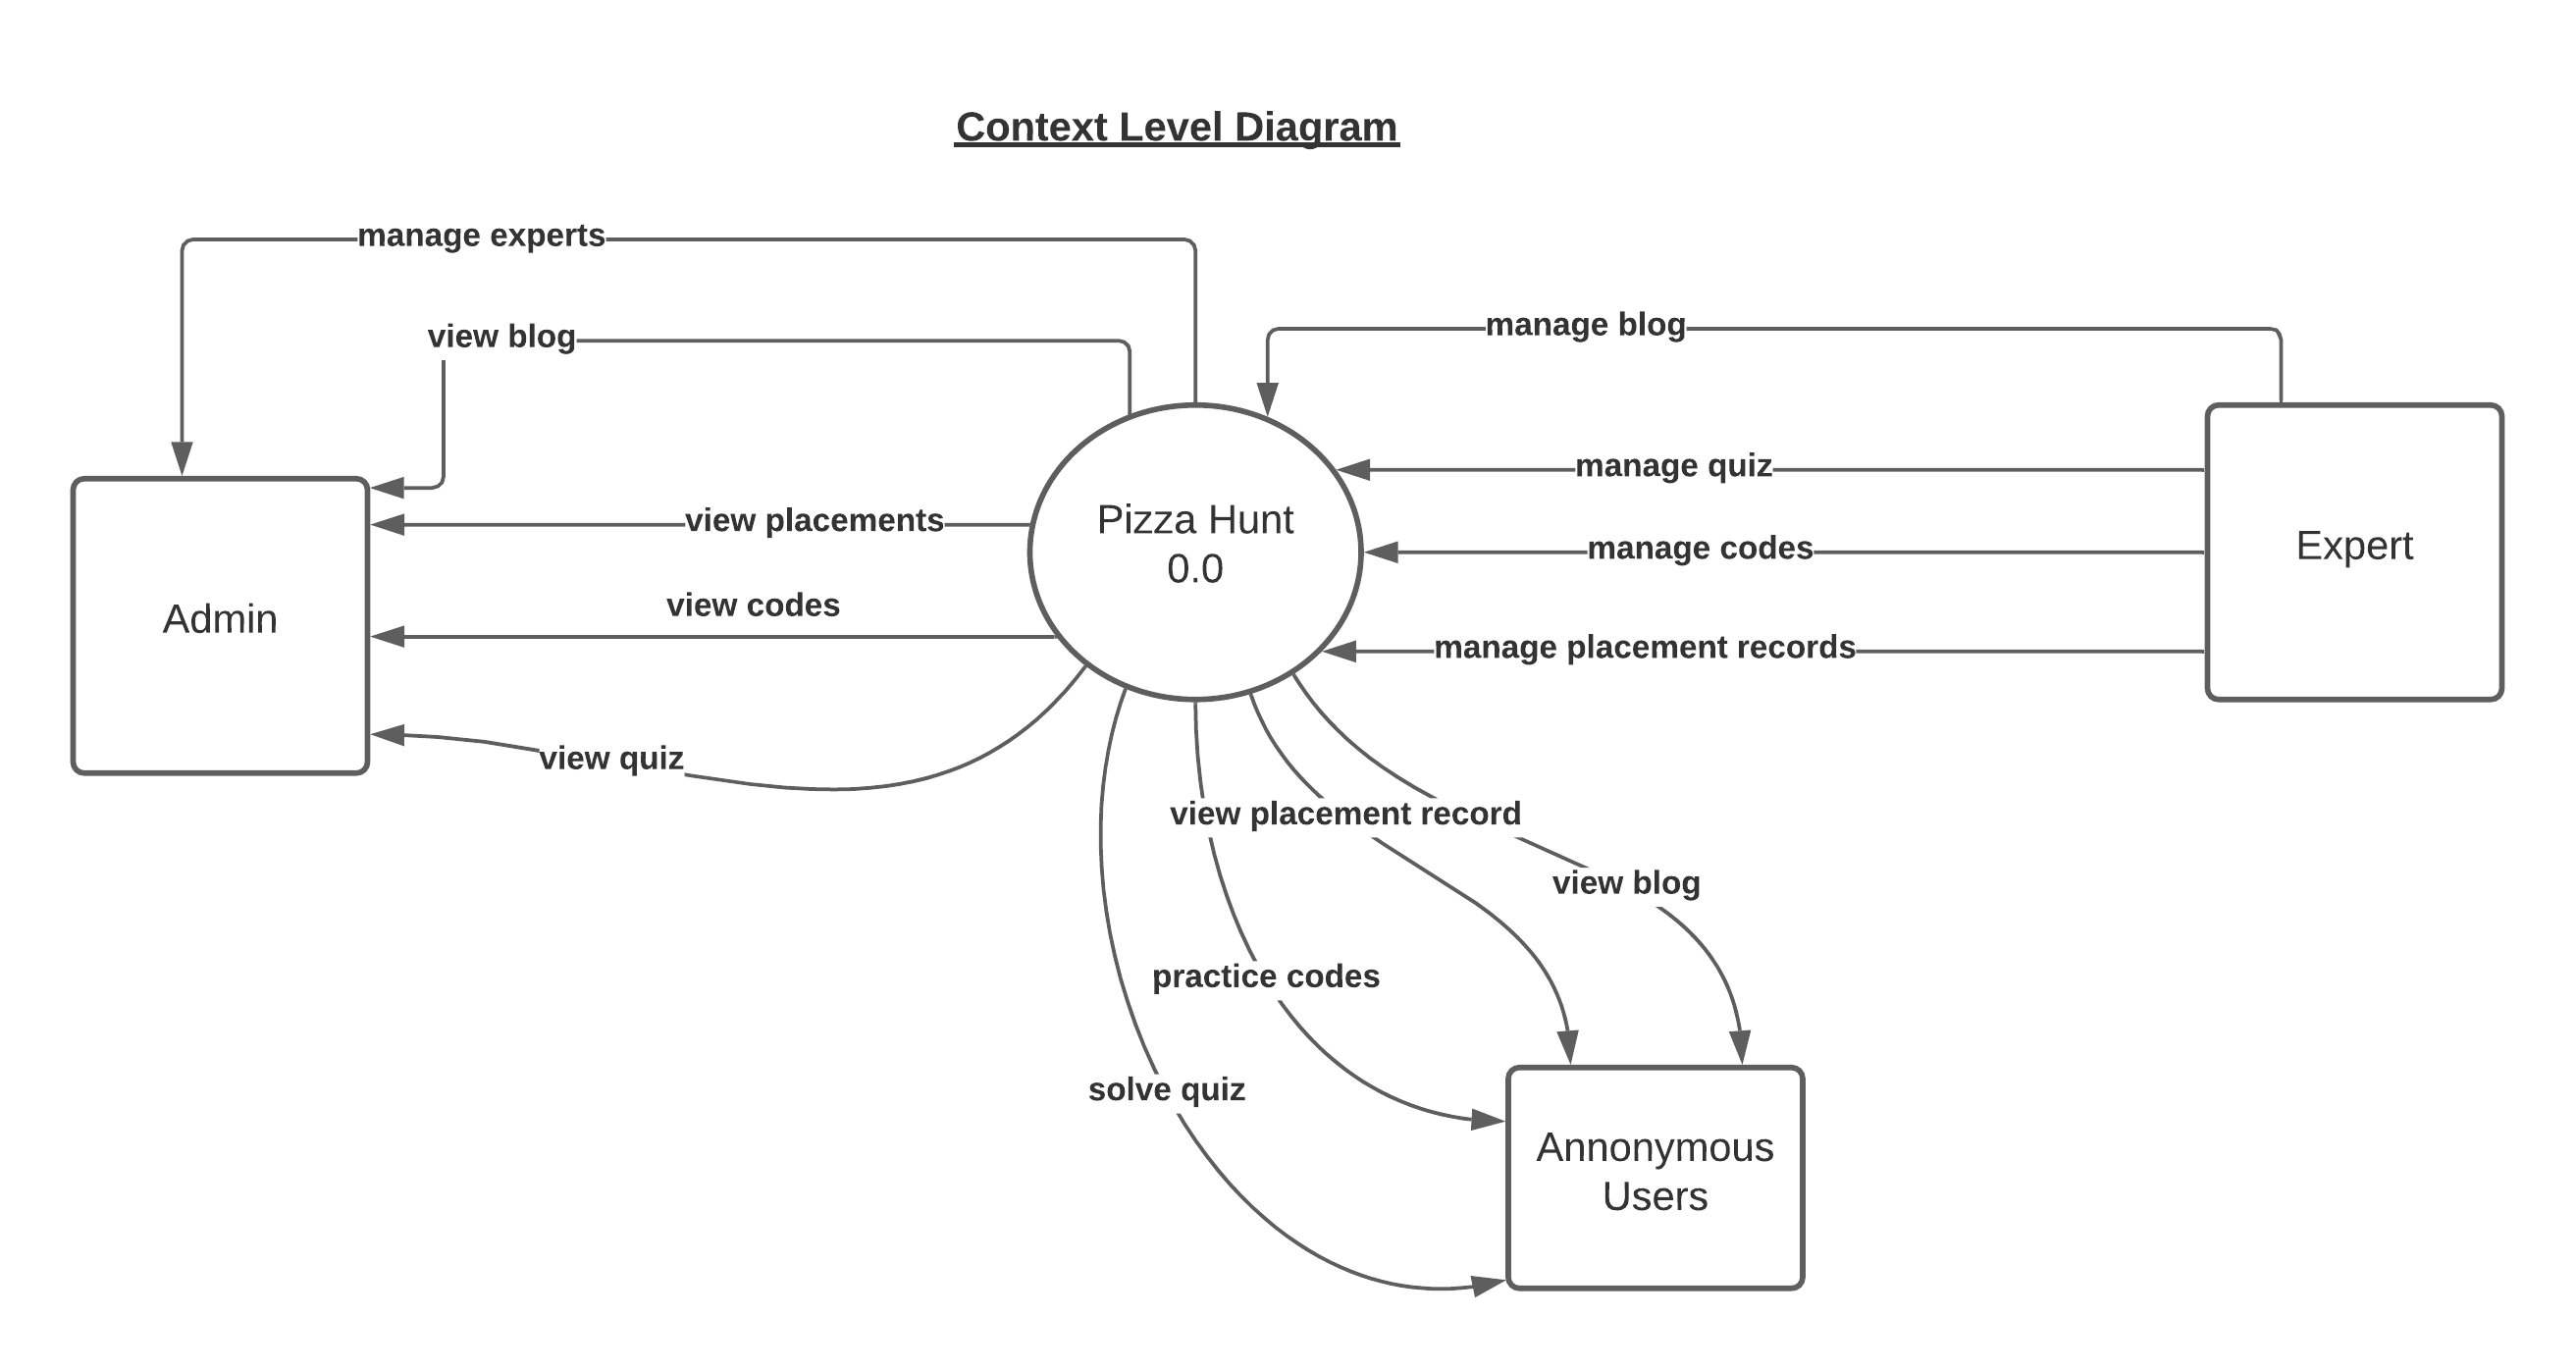 Context Level Diagram
manage experts
manage blog
view blog
manage quiz
view placements
Pizza Hunt
0.0
manage codes
Expert
view codes
Admin
manage placement records
view quiz
view placement record
view blog
practice codes
solve quiz
Annonymous
Users